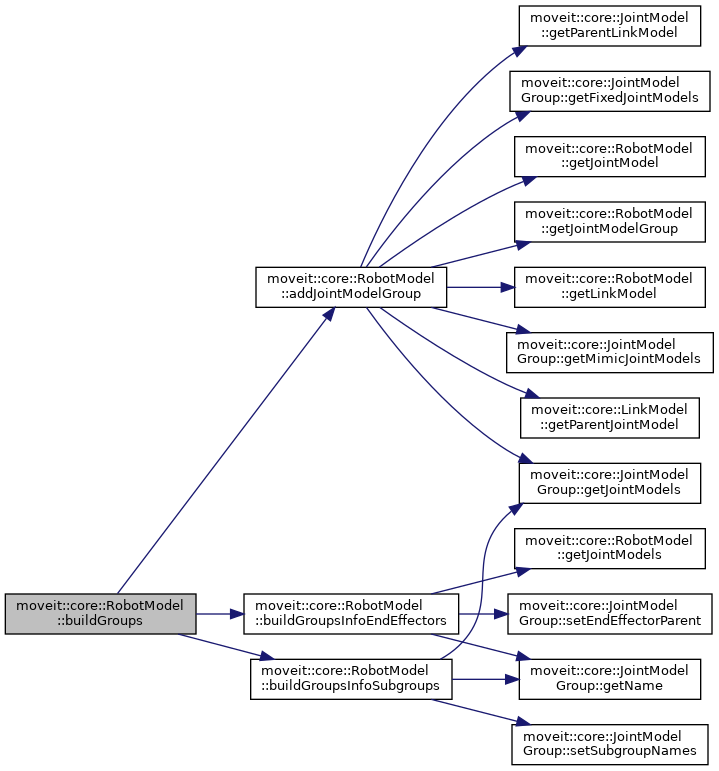 moveit::core::JointModel
::getParentLinkModel
moveit::core::JointModel
Group::getFixedJointModels
moveit::core::RobotModel
::getJointModel
moveit::core::RobotModel
::getJointModelGroup
moveit::core::RobotModel
::addJointModelGroup
moveit::core::RobotModel
::getLinkModel
moveit::core::JointModel
Group::getMimicJointModels
moveit::core::LinkModel
::getParentJointModel
moveit::core::JointModel
Group::getJointModels
moveit::core::RobotModel
::getJointModels
moveit::core::RobotModel
::buildGroups
moveit::core::RobotModel
::buildGroupsInfoEndEffectors
moveit::core::JointModel
Group::setEndEffectorParent
moveit::core::RobotModel
::buildGroupsInfoSubgroups
moveit::core::JointModel
Group::getName
moveit::core::JointModel
Group::setSubgroupNames